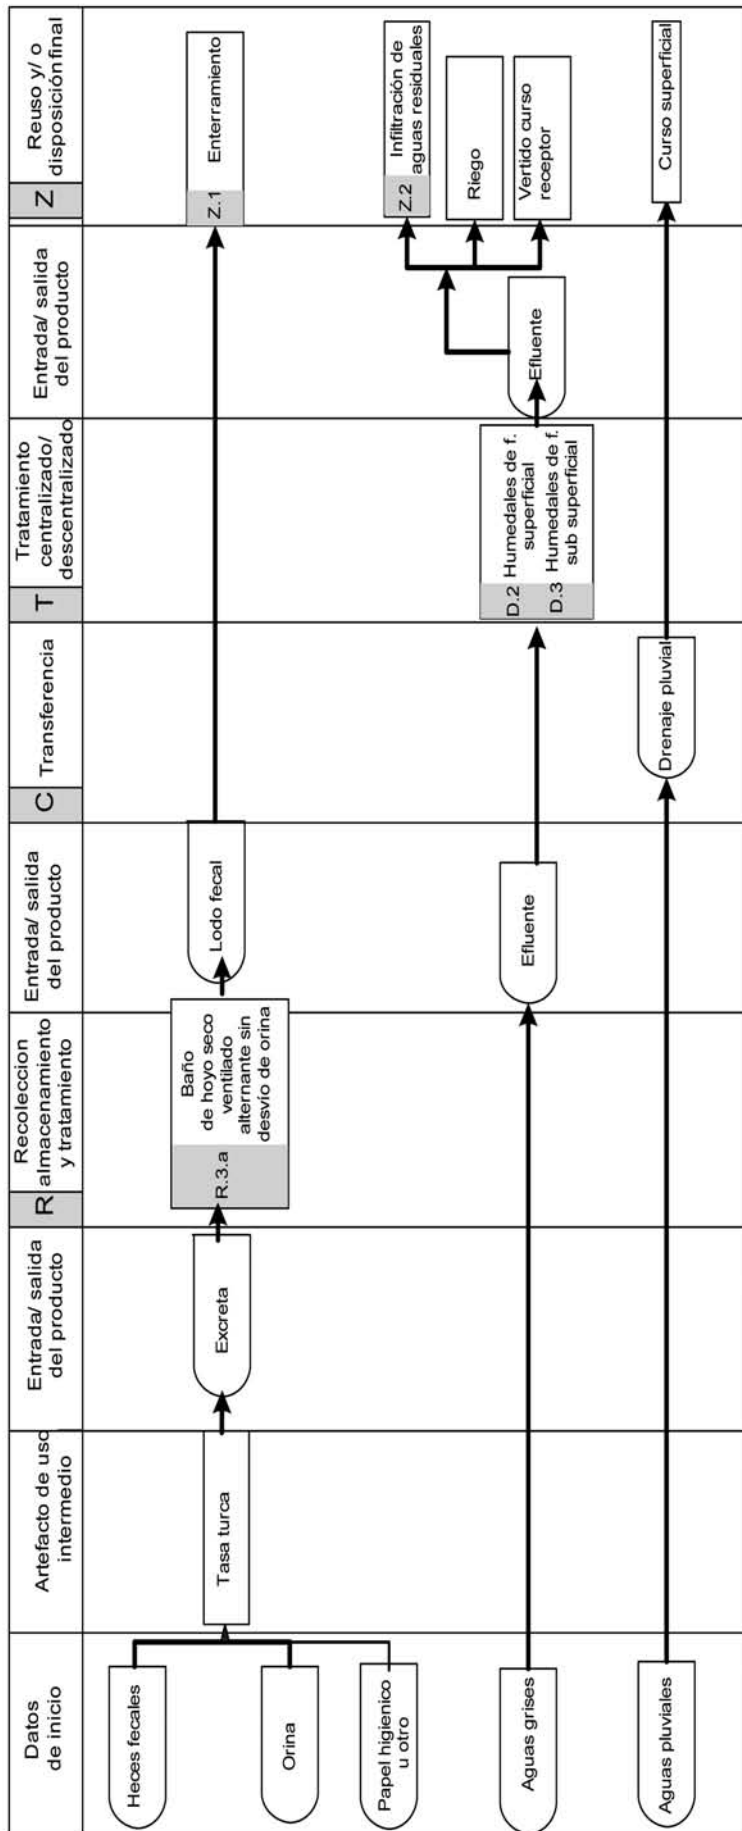 Datos
de inicio
Artefacto de uso
intermedio
Entrada/ salida
del producto
R
Recoleccion
almacenamiento
y tratamiento
Entrada/ salida
del producto
C
Transferencia
T
Tratamiento
centralizado/
descentralizado
Entrada/ salida
del producto
Z
Reuso y/ o
disposición final
Heces fecales
Orina
Papel higienico
u otro
Tasa turca
Excreta
R.3.a
Baño
de hoyo seco
ventilado
alternante sin
desvío de orina
Lodo fecal
Z.1
Enterramiento
Aguas grises
Efluente
D.2 Humedales de f.
superficial
D.3 Humedales de f.
sub superficial
Efluente
Z.2
Infiltración de
aguas residuales
Riego
Vertido curso
receptor
Aguas pluviales
Drenaje pluvial
Curso superficial